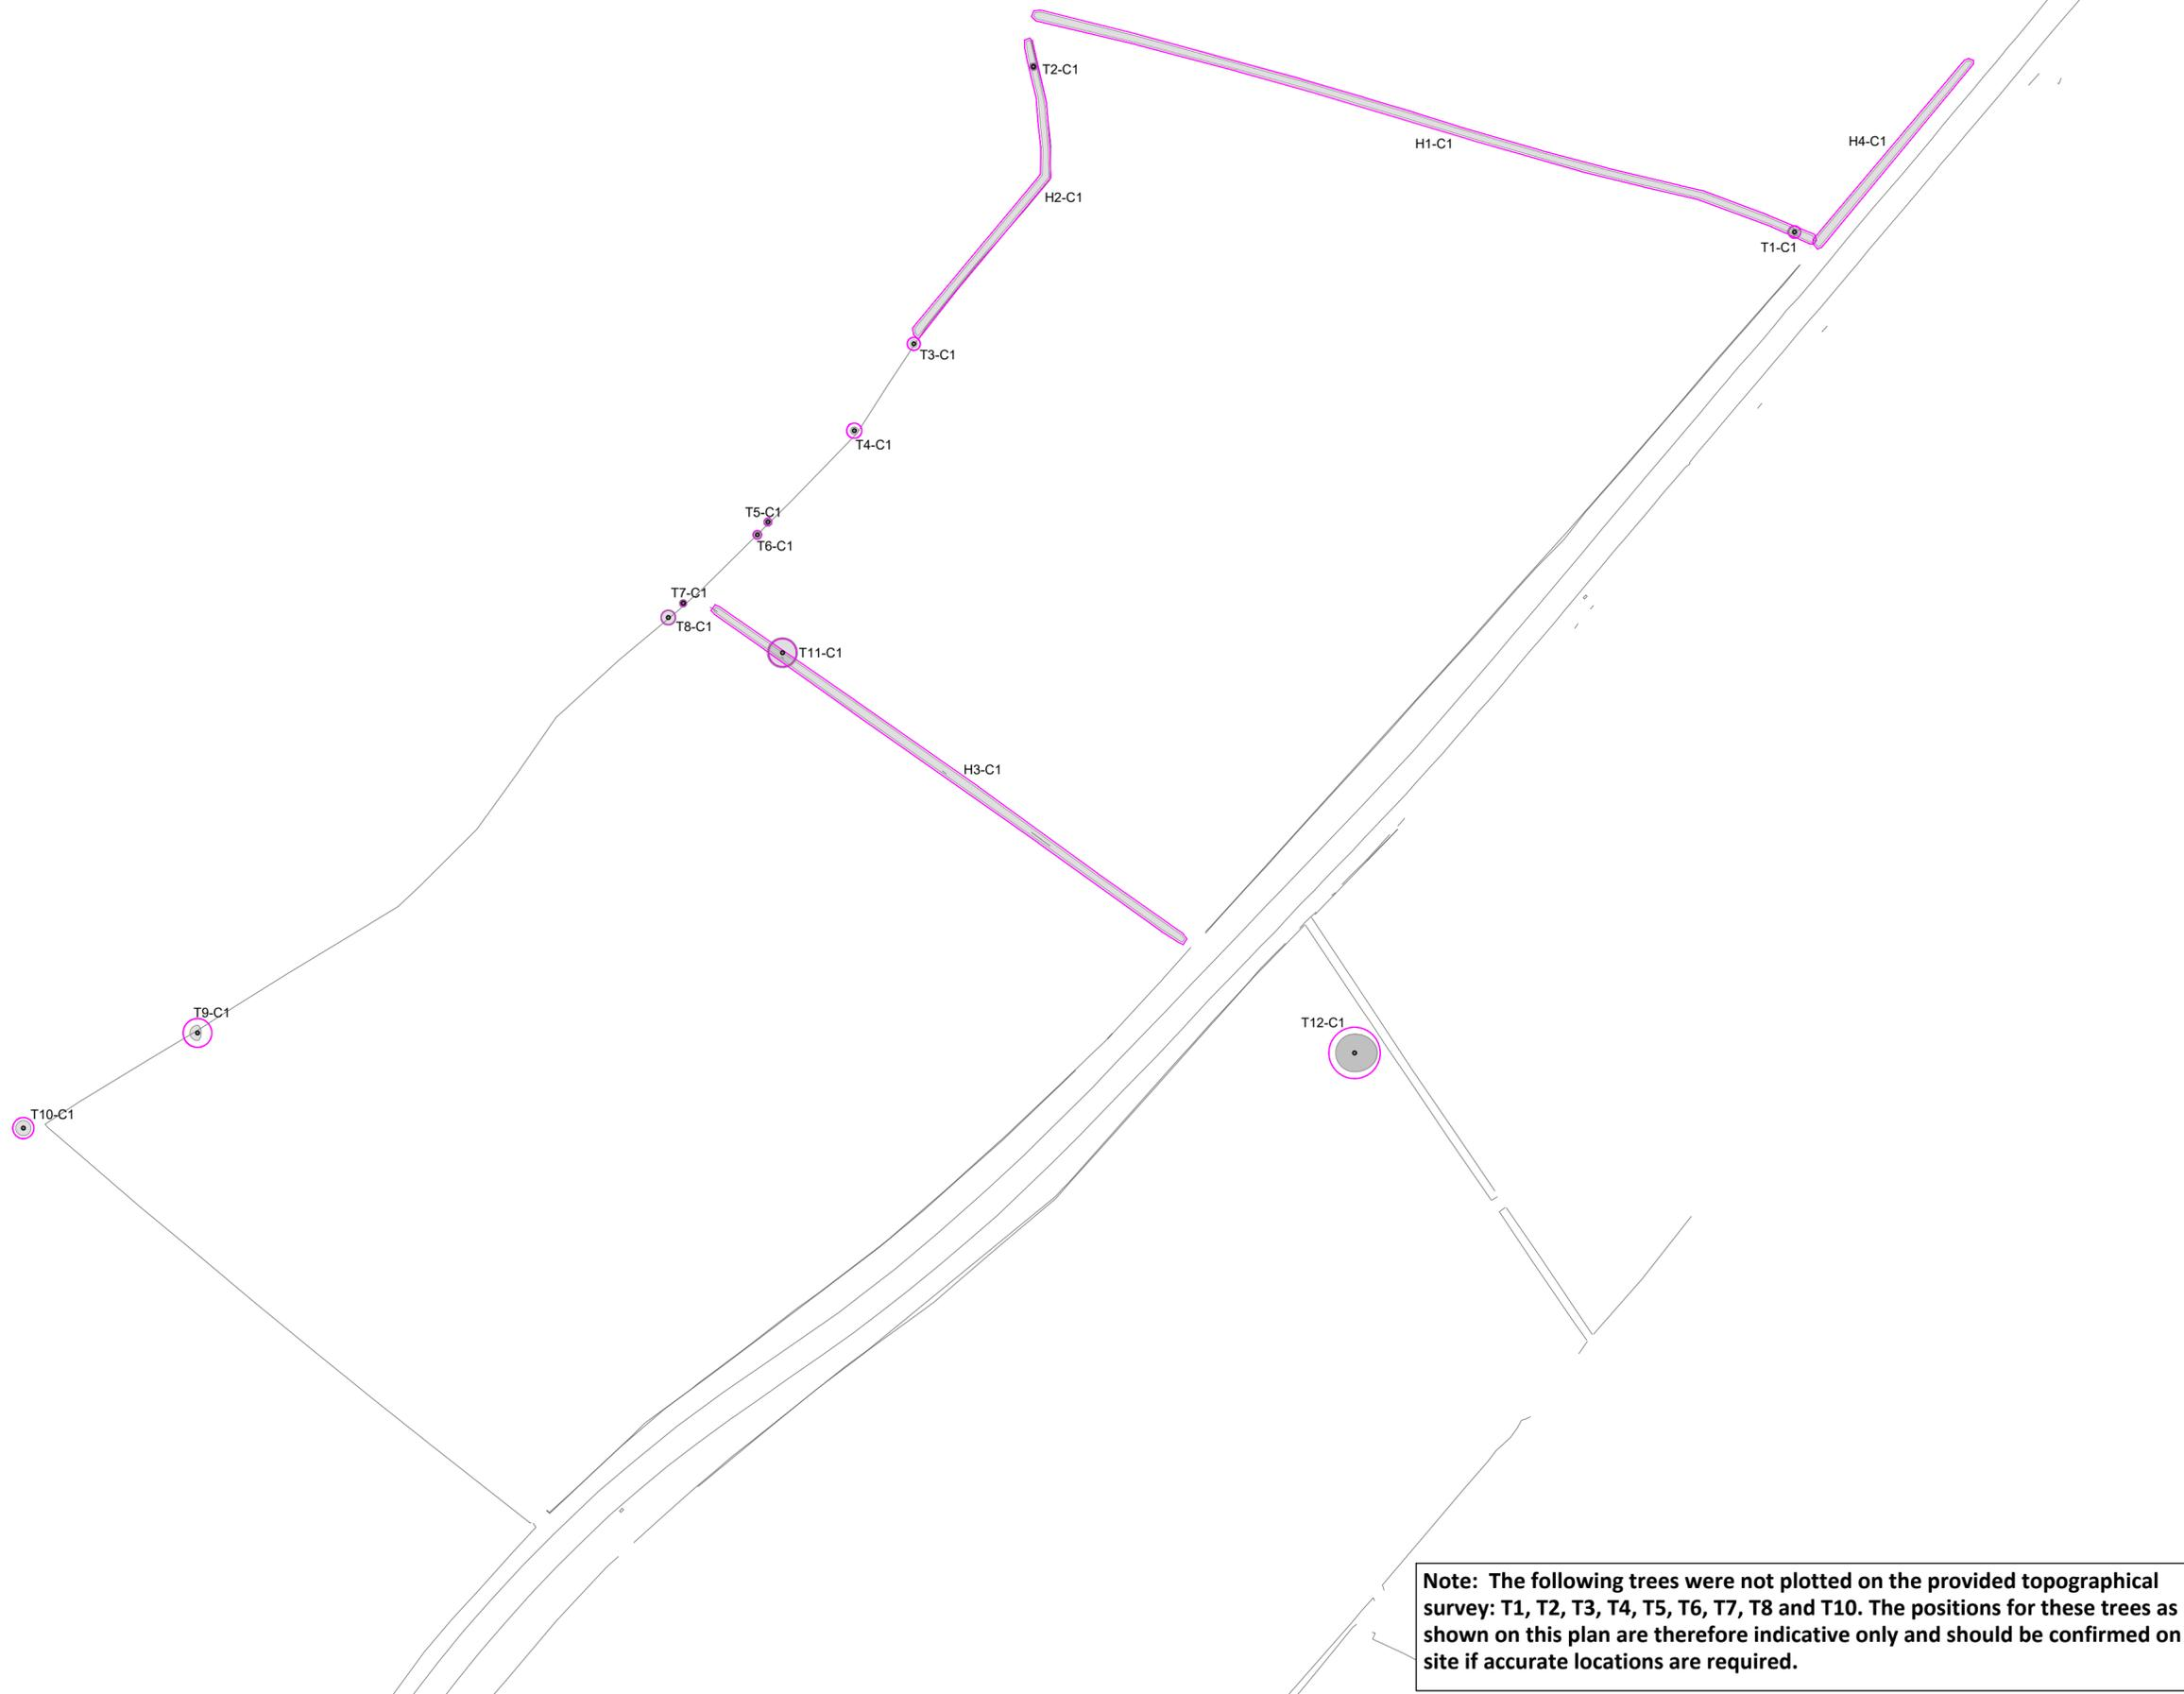 T2-C1
H4-C1
H1-C1
H2-C1
T1-C1
T3-C1
T4-C1
T5-C1
T6-C1
T7-C1
T8-C1
T11-C1
H3-C1
T9-C1
T12-C1
T10-C1
Note: The following trees were not plotted on the provided topographical
survey: T1, T2, T3, T4, T5, T6, T7, T8 and T10. The positions for these trees as
shown on this plan are therefore indicative only and should be confirmed on
site if accurate locations are required.